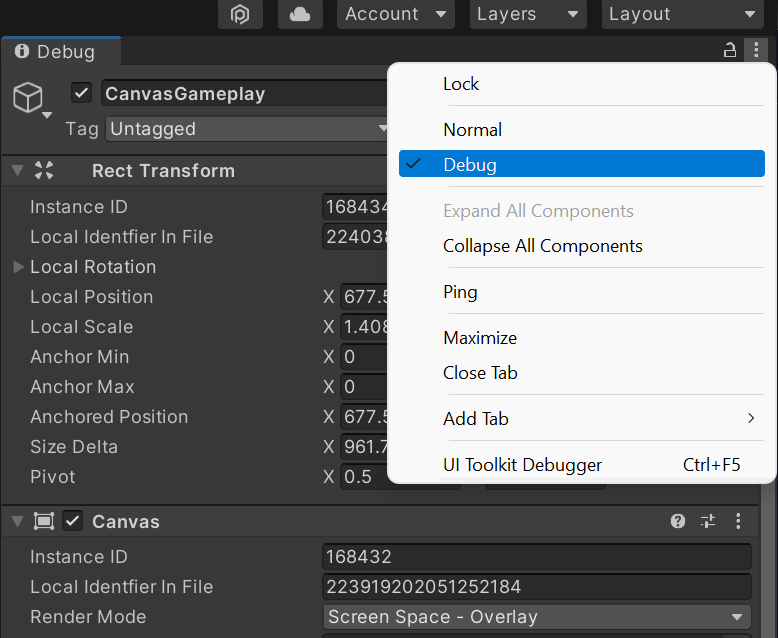 Account Layers Layout
Debug
CanvasGameplay
Tag Untagged
Rect Transform
Instance ID 168434
Local Identfier In File 22403
Local Rotation
Local Position X 677.5
Local Scale X 1.408
Anchor Min X 0
Anchor Max X 0
Anchored Position X 677.5
Size Delta X 961.7
Pivot X 0.5
Lock
Normal
Debug
Expand All Components
Collapse All Components
Ping
Maximize
Close Tab
Add Tab
UI Toolkit Debugger Ctrl+F5
Canvas
Instance ID 168432
Local Identfier In File 2239192020512​52184
Render Mode Screen Space - Overlay